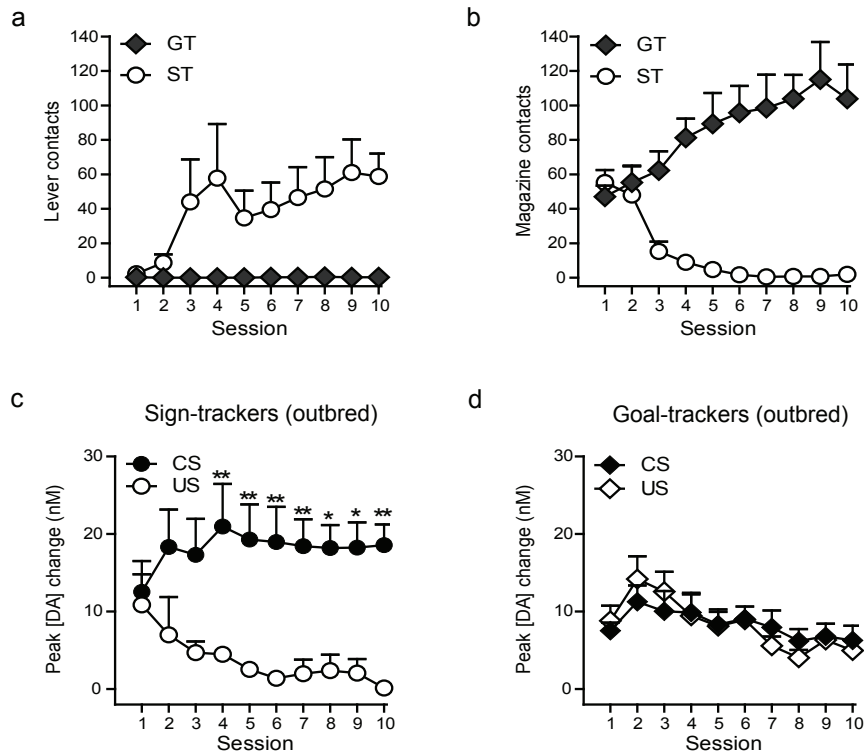 a
GT
ST
Lever contacts
140
120
100
80
60
40
20
0
1 2 3 4 5 6 7 8 9 10
Session
b
GT
ST
Magazine contacts
140
120
100
80
60
40
20
0
1 2 3 4 5 6 7 8 9 10
Session
c
Sign-trackers (outbred)
CS
US
Peak [DA] change (nM)
30
20
10
0
** ** ** ** * * **
1 2 3 4 5 6 7 8 9 10
Session
d
Goal-trackers (outbred)
CS
US
Peak [DA] change (nM)
30
20
10
0
1 2 3 4 5 6 7 8 9 10
Session